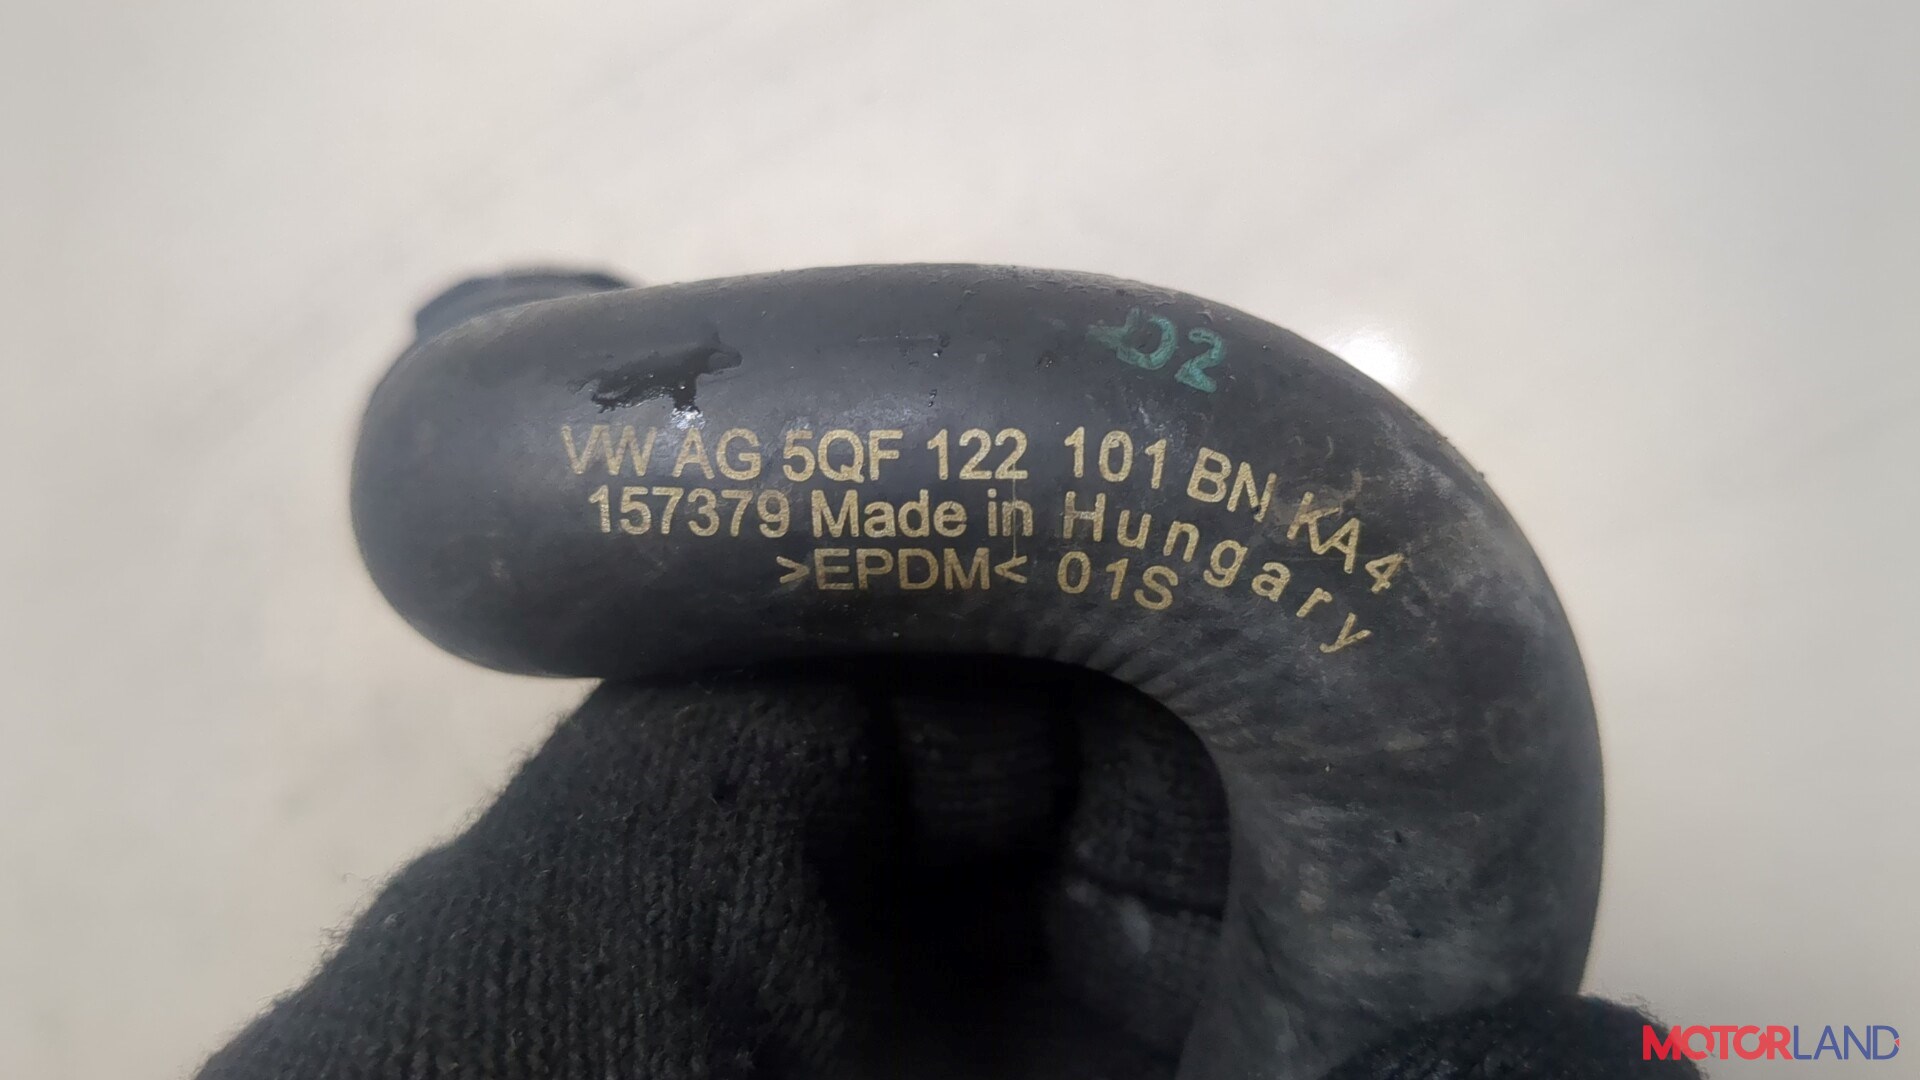 D2
VW AG 5QF 122 101 BN KA4
157379 Made in Hungary
>EPDM< 01S
MOTORLAND